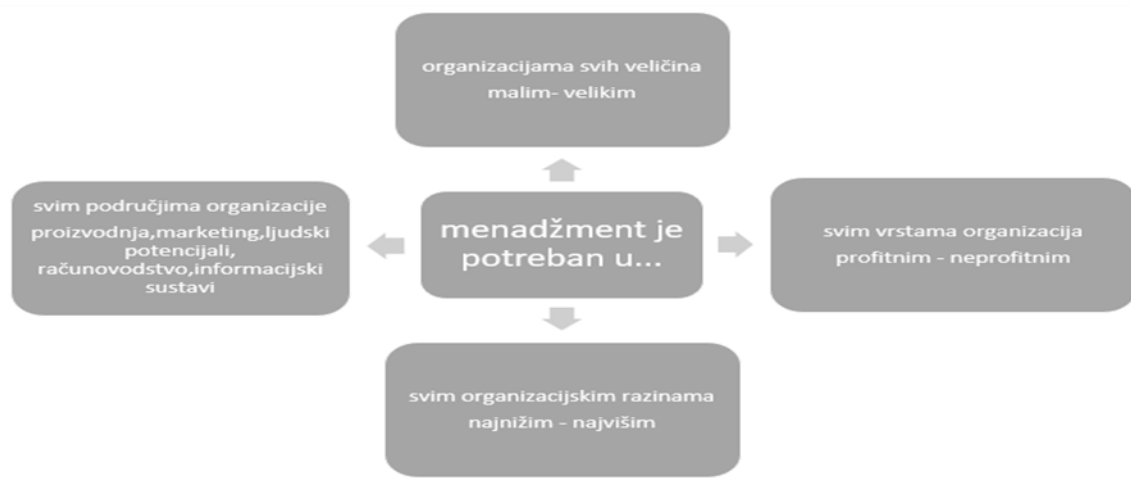 organizacijama svih veličina
malim- velikim
svim područjima organizacije
proizvodnja,marketing,ljudski
potencijali,
računovodstvo,informacijski
sustavi
menadžment je
potreban u...
svim vrstama organizacija
profitnim - neprofitnim
svim organizacijskim razinama
najnižim - najvišim